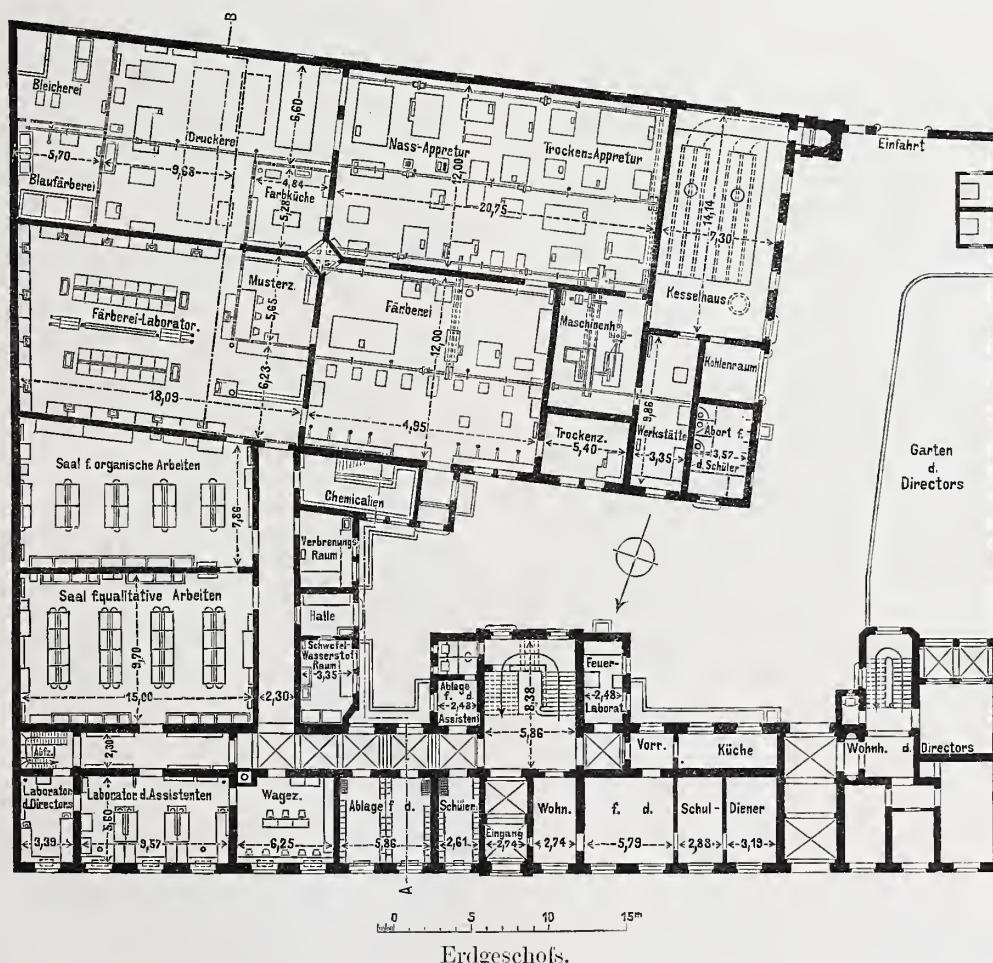 B
Bleicherei
Druckerei
6,60
Nass-Appretur
Trocken-Appretur
12,00
Einfahrt
5,70
9,68
4,84
Farbküche
5,28
20,75
14,14
7,30
Blaufärberei
Musterz.
5,65
Färberei
Kesselhaus
Färberei-Laborator.
12,00
Maschinenh.
6,23
Kohlenraum
18,09
4,95
9,86
Trockenz.
5,40
Werkstätte
3,35
Abort f.
3,57
d. Schüler
Garten
d.
Directors
Saal f. organische Arbeiten
7,86
Chemicalien
Verbrenungs
Raum
Saal f. qualitative Arbeiten
9,70
Halle
Schwefel-
Wasserstoff
Raum
3,35
15,00
2,30
Ablage
f. d.
2,48
Assistent
8,38
5,86
Feuer-
2,48
Laborat.
Abfz.
2,30
Vorr.
Küche
Wohnh. d. Directors
Laborator.
d. Directors
3,39
Laborator d. Assistenten
5,60
9,57
Wagez.
6,25
Ablage f. d. Schüler
5,86
2,61
Eingang
2,74
Wohn. f. d. Schul-Diener
2,74
5,79
2,88
3,19
A
0 5 10 15m
Erdgeschoſs.